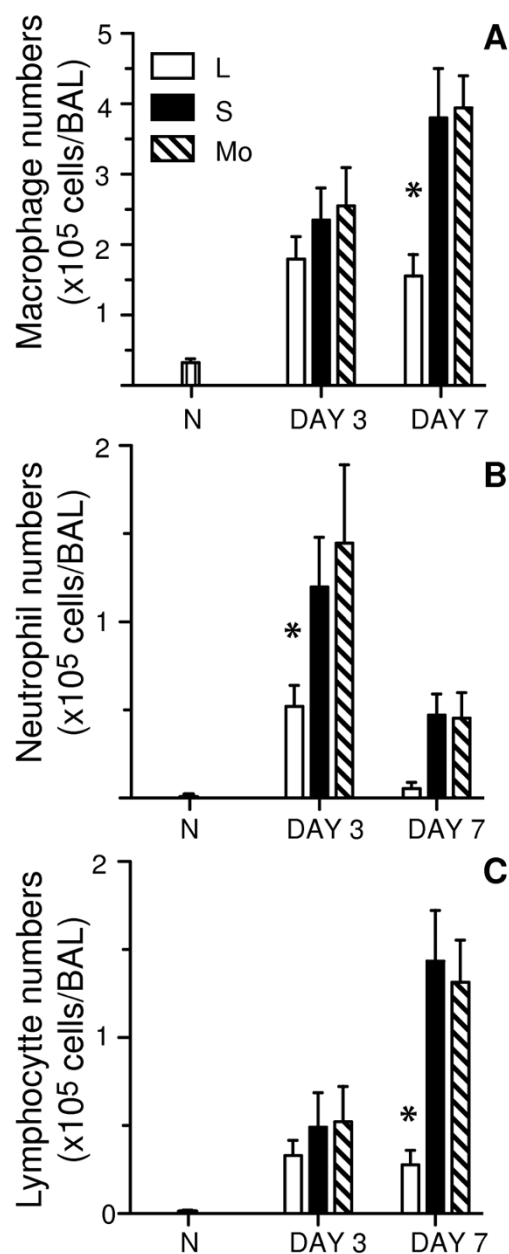 A
Macrophage numbers
(x10⁵ cells/BAL)
5
4
3
2
1
L
S
Mo
*
N DAY 3 DAY 7
B
Neutrophil numbers
(x10⁵ cells/BAL)
2
1
*
N DAY 3 DAY 7
C
Lymphocytte numbers
(x10⁵ cells/BAL)
2
1
0
*
N DAY 3 DAY 7